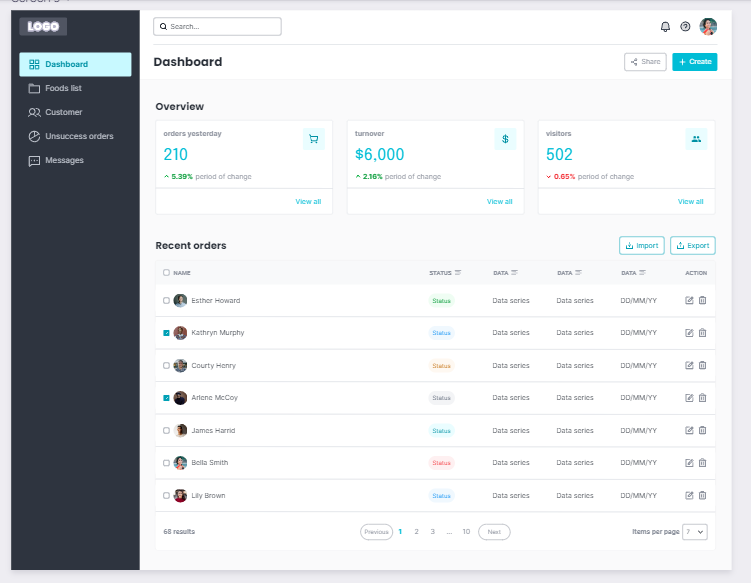 LOGO
Search...
Dashboard
Share
Create
Dashboard
Foods list
Customer
Unsuccess orders
Messages
Overview
orders yesterday
210
5.39% period of change
View all
turnover
$
$6,000
2.16% period of change
View all
visitors
502
0.65% period of change
View all
Recent orders
Import
Export
NAME STATUS DATA DATA DATA ACTION
Esther Howard Status Data series Data series DD/MM/YY
Kathryn Murphy Status Data series Data series DD/MM/YY
Courty Henry Status Data series Data series DD/MM/YY
Arlene McCoy Status Data series Data series DD/MM/YY
James Harrid Status Data series Data series DD/MM/YY
Bella Smith Status Data series Data series DD/MM/YY
Lily Brown Status Data series Data series DD/MM/YY
68 results Previous 1 2 3 ... 10 Next Items per page 7